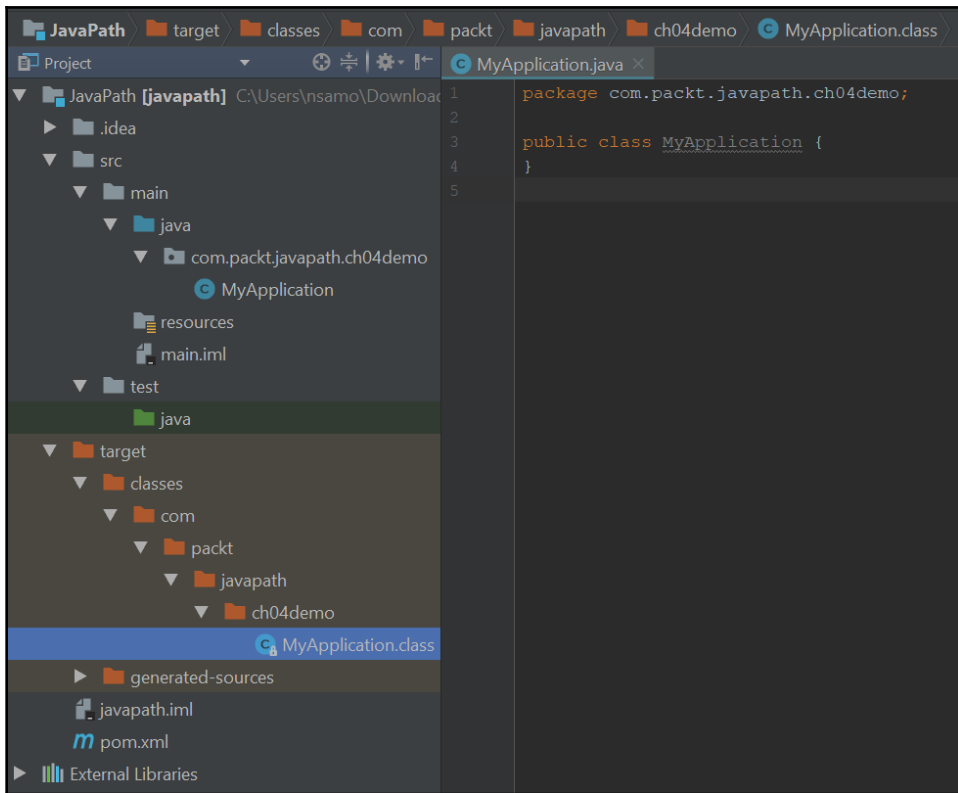 JavaPath target classes com packt javapath ch04demo MyApplication.class
Project
MyApplication.java
JavaPath [javapath] C:\Users\nsamo\Download
.idea
src
main
java
com.packt.javapath.ch04demo
MyApplication
resources
main.iml
test
java
target
classes
com
packt
javapath
ch04demo
MyApplication.class
generated-sources
javapath.iml
pom.xml
External Libraries
1 package com.packt.javapath.ch04demo;
2
3 public class MyApplication {
4 }
5